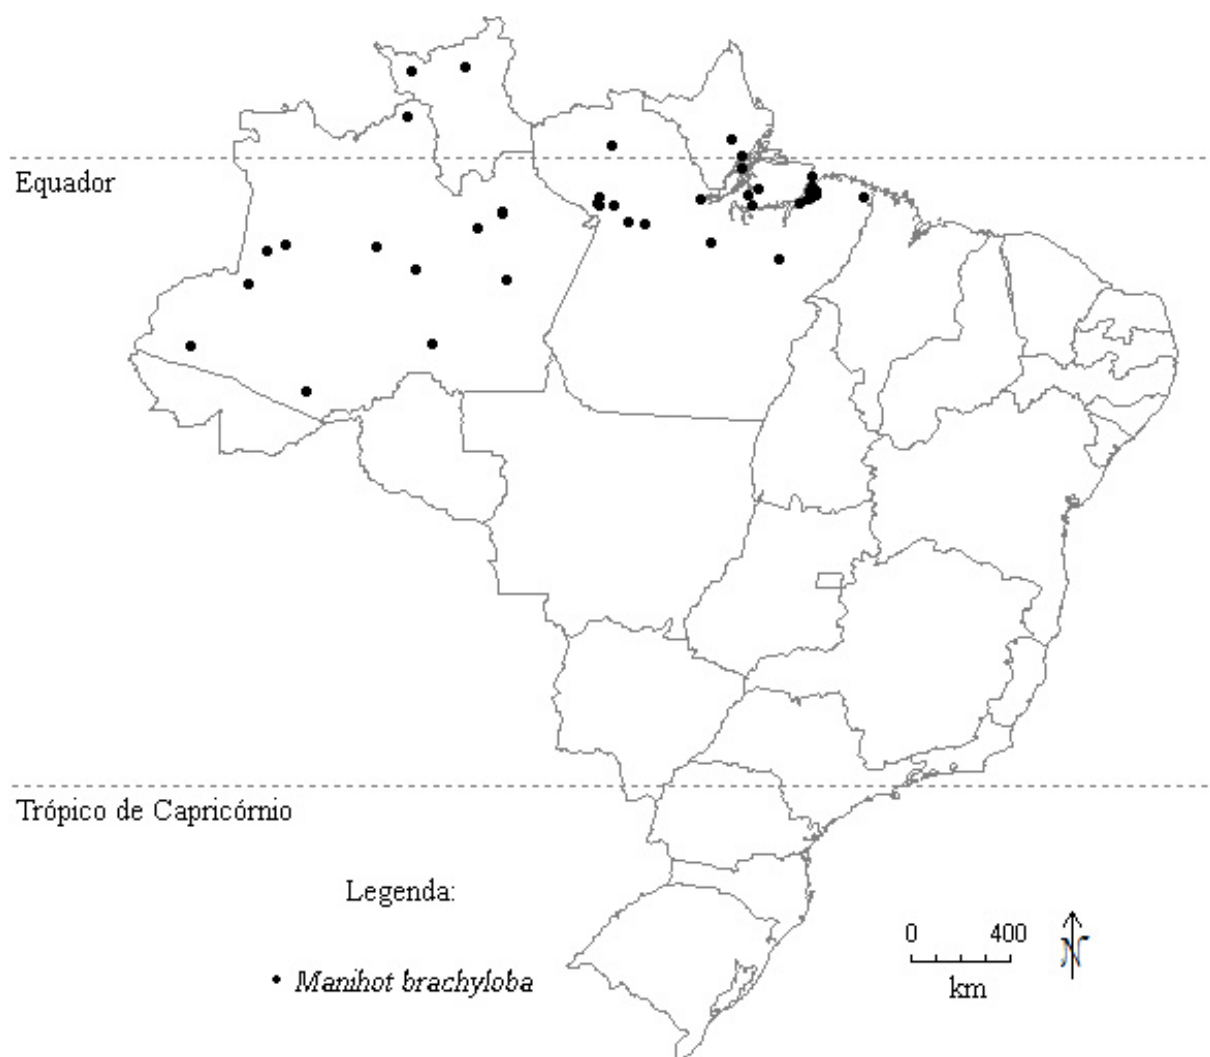 Equador
Trópico de Capricórnio
Legenda:
Manihot brachyloba
0 400
km
N